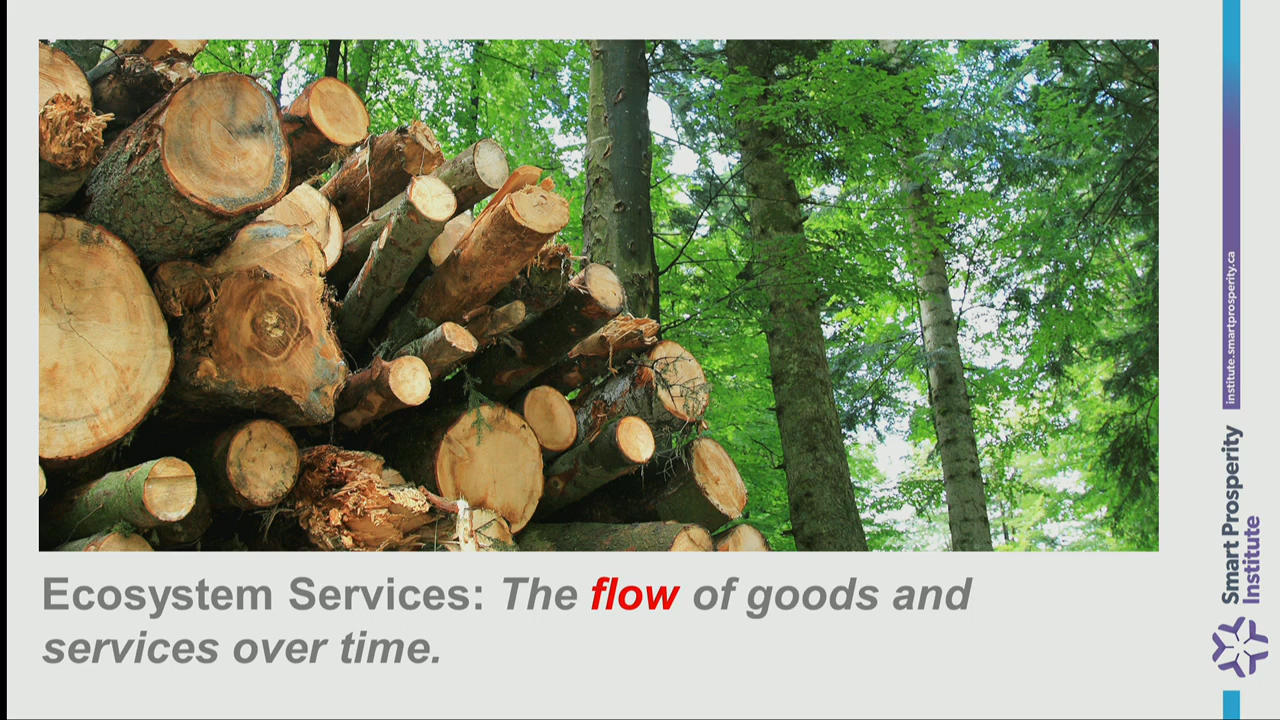 Ecosystem Services: The flow of goods and
services over time.
institute.smartprosperity.ca
Smart Prosperity
Institute